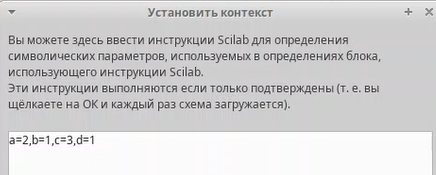 Установить контекст
Вы можете здесь ввести инструкции Scilab для определения
символических параметров, используемых в определениях блока,
использующего инструкции Scilab.
Эти инструкции выполняются если только подтверждены (т. е. вы
щёлкаете на ОК и каждый раз схема загружается).
a=2,b=1,c=3,d=1